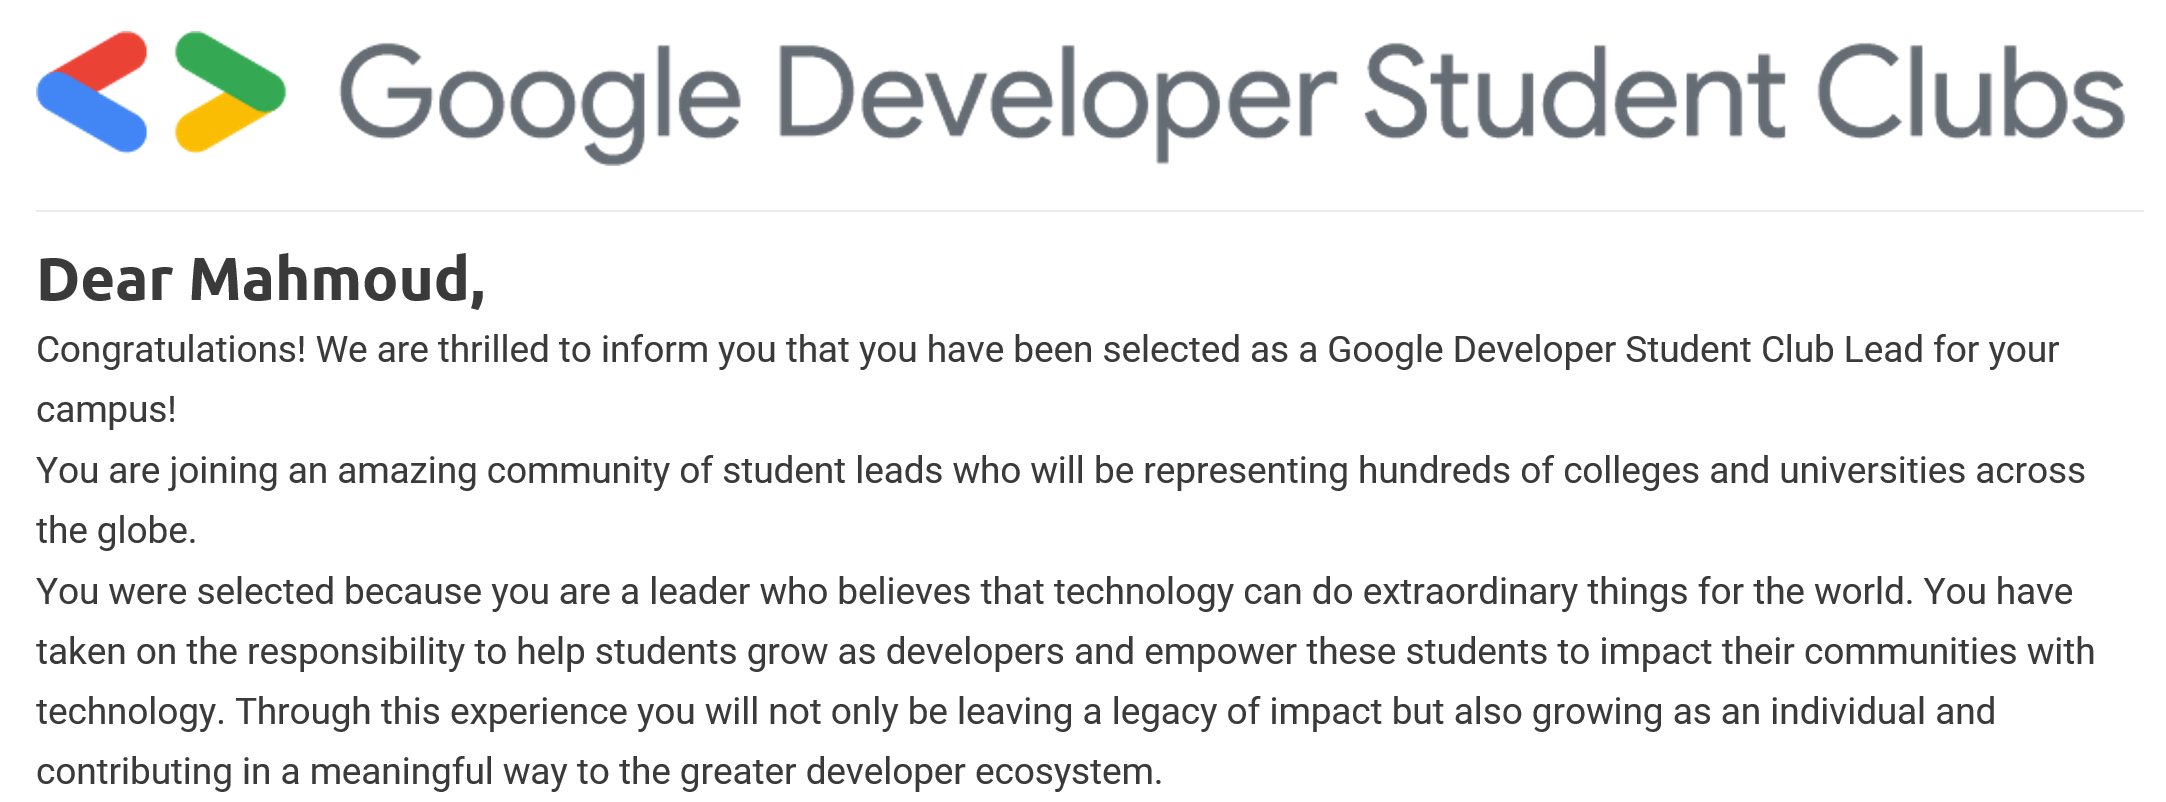 Google Developer Student Clubs
Dear Mahmoud,
Congratulations! We are thrilled to inform you that you have been selected as a Google Developer Student Club Lead for your
campus!
You are joining an amazing community of student leads who will be representing hundreds of colleges and universities across
the globe.
You were selected because you are a leader who believes that technology can do extraordinary things for the world. You have
taken on the responsibility to help students grow as developers and empower these students to impact their communities with
technology. Through this experience you will not only be leaving a legacy of impact but also growing as an individual and
contributing in a meaningful way to the greater developer ecosystem.